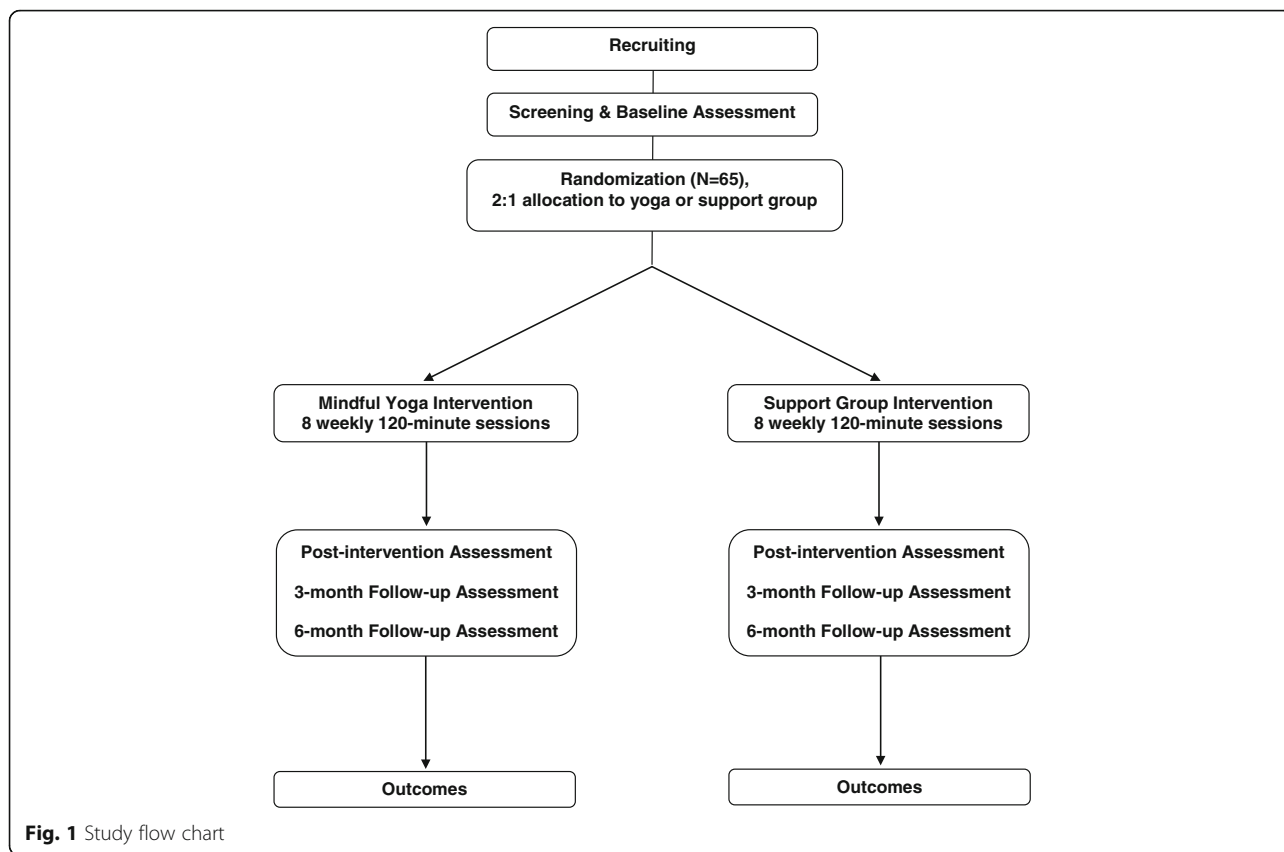 Recruiting
Screening & Baseline Assessment
Randomization (N=65),
2:1 allocation to yoga or support group
Mindful Yoga Intervention
8 weekly 120-minute sessions
Support Group Intervention
8 weekly 120-minute sessions
Post-intervention Assessment
3-month Follow-up Assessment
6-month Follow-up Assessment
Post-intervention Assessment
3-month Follow-up Assessment
6-month Follow-up Assessment
Outcomes
Outcomes
Fig. 1 Study flow chart